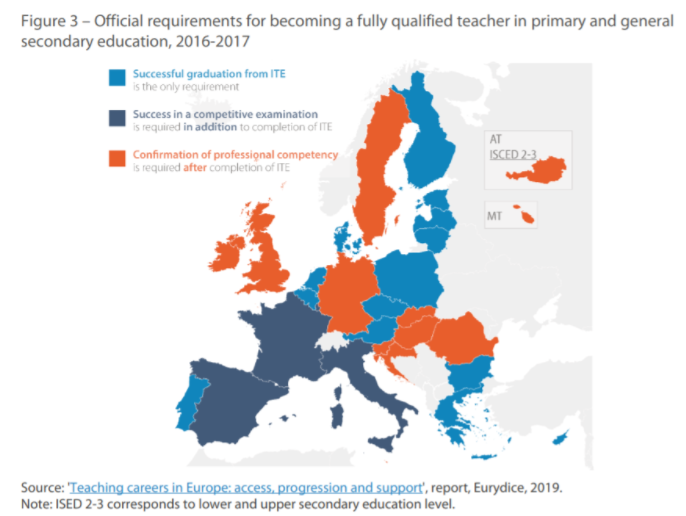 Figure 3 – Official requirements for becoming a fully qualified teacher in primary and general
secondary education, 2016-2017
Successful graduation from ITE
is the only requirement
Success in a competitive examination
is required in addition to completion of ITE
Confirmation of professional competency
is required after completion of ITE
AT
ISCED 2-3
MT
Source: 'Teaching careers in Europe: access, progression and support', report, Eurydice, 2019.
Note: ISED 2-3 corresponds to lower and upper secondary education level.